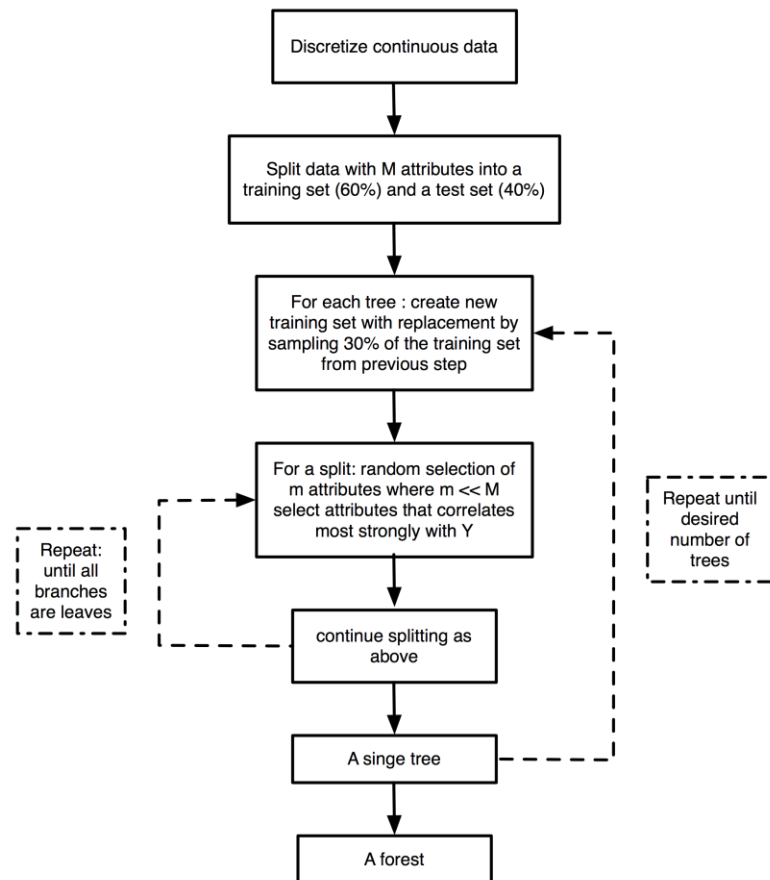 Discretize continuous data
Split data with M attributes into a
training set (60%) and a test set (40%)
For each tree : create new
training set with replacement by
sampling 30% of the training set
from previous step
For a split: random selection of
m attributes where m << M
select attributes that correlates
most strongly with Y
Repeat until
desired
number of
trees
Repeat:
until all
branches
are leaves
continue splitting as
above
A singe tree
A forest